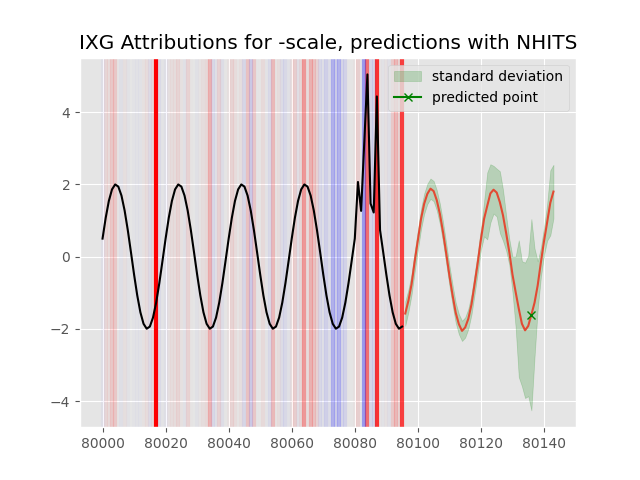 IXG Attributions for -scale, predictions with NHITS
standard deviation
predicted point
4
2
0
−2
−4
80000 80020 80040 80060 80080 80100 80120 80140